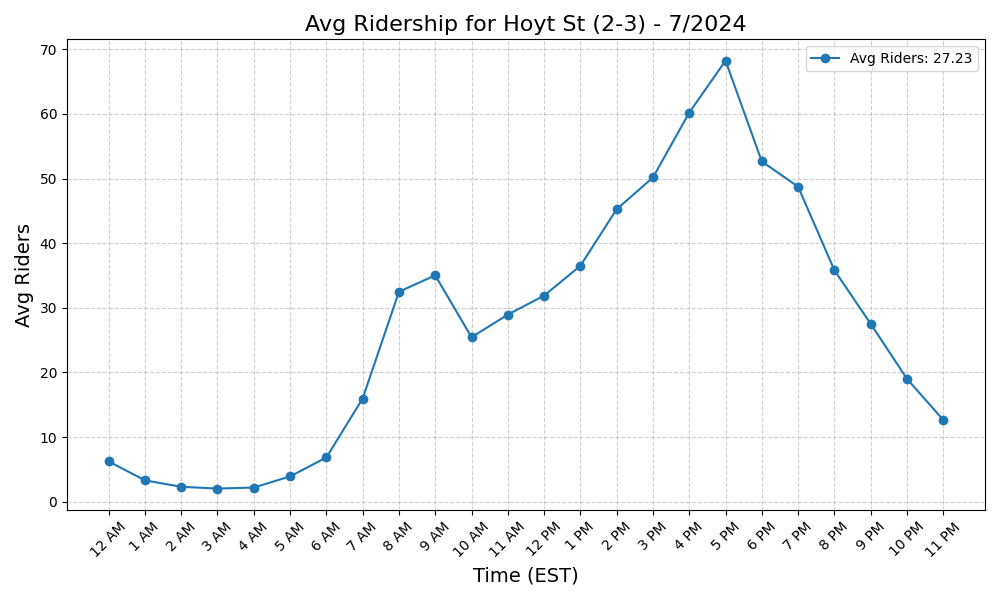 Avg Ridership for Hoyt St (2-3) - 7/2024
Avg Riders: 27.23
Avg Riders
70
60
50
40
30
20
10
0
12 AM
1 AM
2 AM
3 AM
4 AM
5 AM
6 AM
7 AM
8 AM
9 AM
10 AM
11 AM
12 PM
1 PM
2 PM
3 PM
4 PM
5 PM
6 PM
7 PM
8 PM
9 PM
10 PM
11 PM
Time (EST)